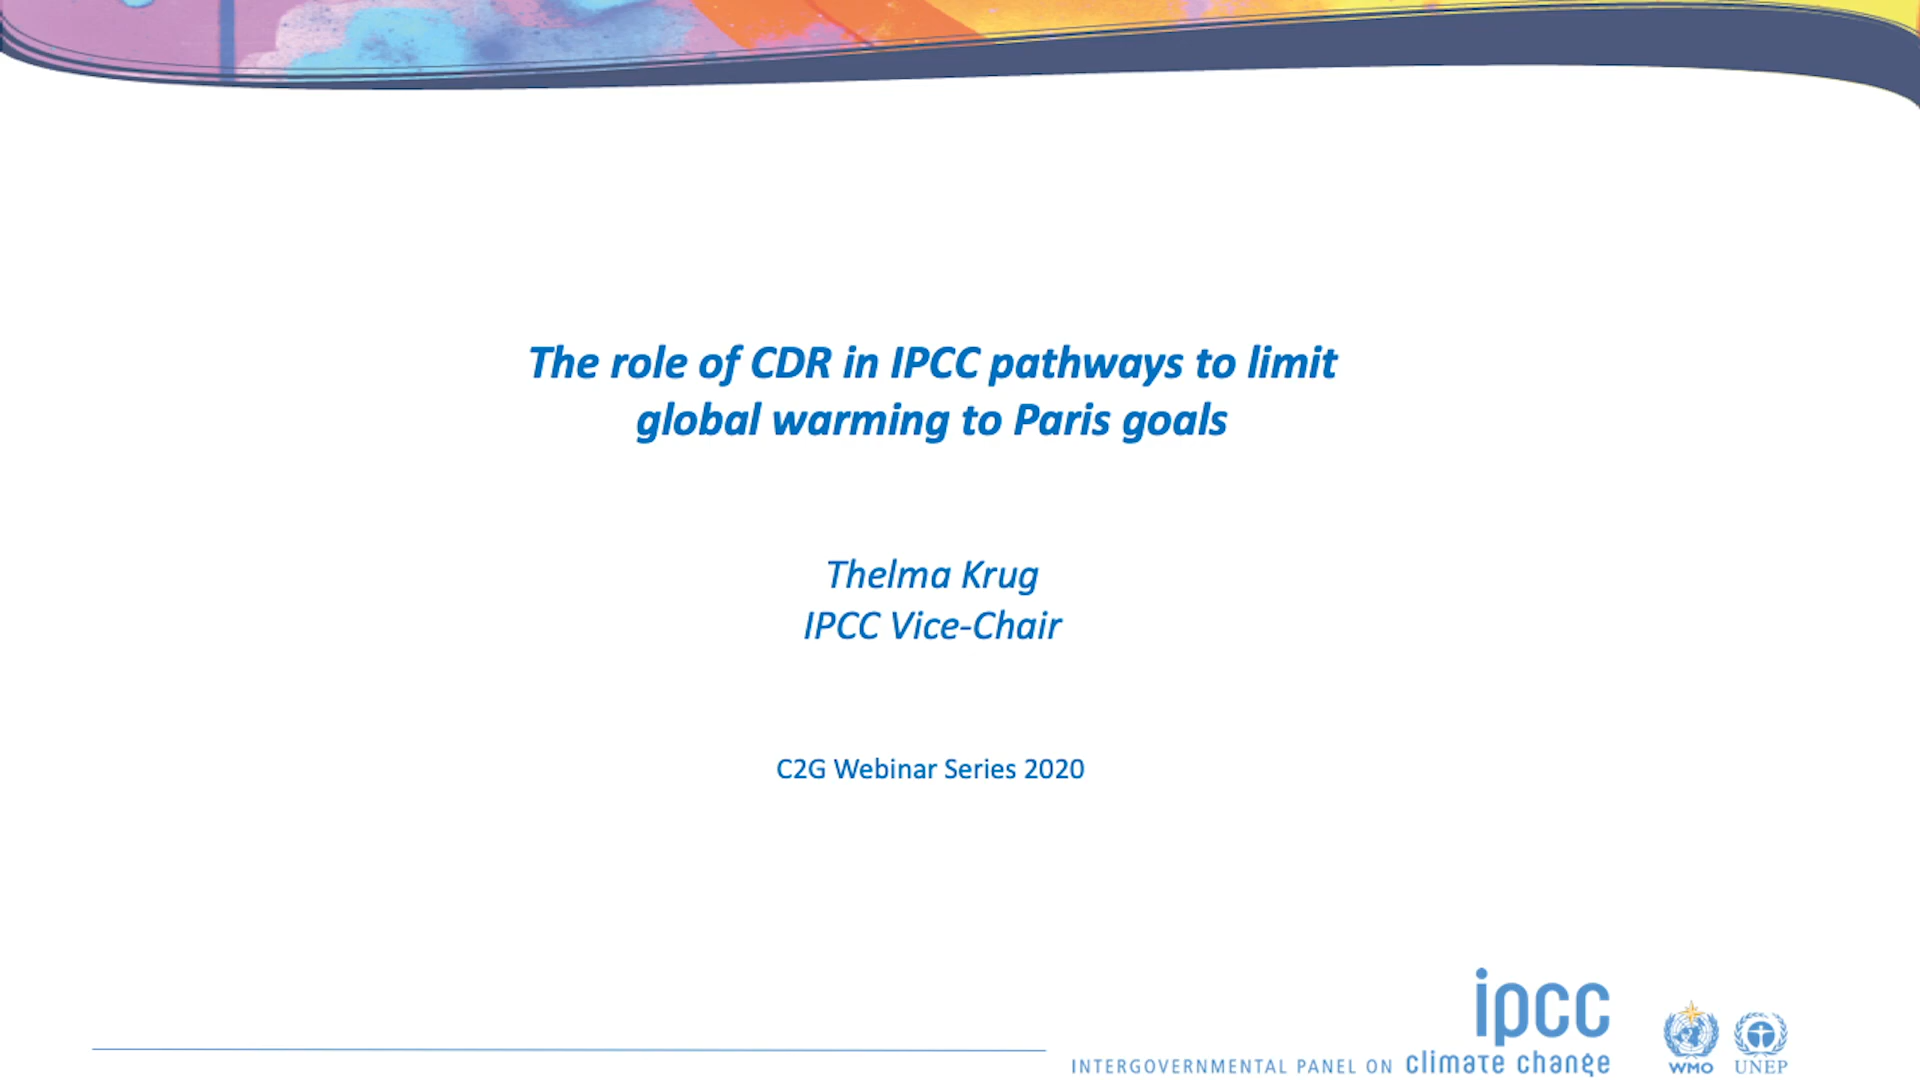 The role of CDR in IPCC pathways to limit
global warming to Paris goals
Thelma Krug
IPCC Vice-Chair
C2G Webinar Series 2020
ipcc
INTERGOVERNMENTAL PANEL ON climate change
WMO
UNEP